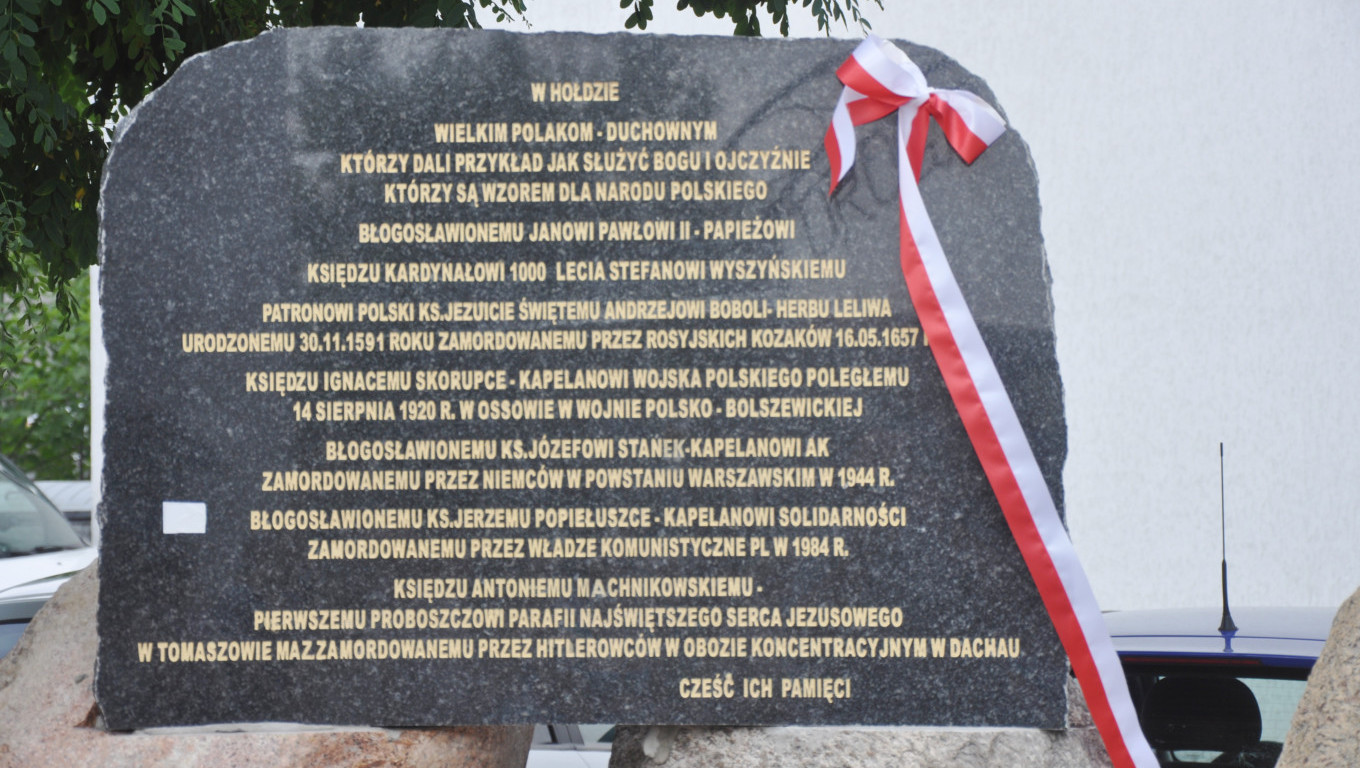 W HOŁDZIE
WIELKIM POLAKOM - DUCHOWNYM
KTÓRZY DALI PRZYKŁAD JAK SŁUŻYĆ BOGU I OJCZYŹNIE
KTÓRZY SĄ WZOREM DLA NARODU POLSKIEGO
BŁOGOSŁAWIONEMU JANOWI PAWŁOWI II - PAPIEŻOWI
KSIĘDZU KARDYNAŁOWI 1000 LECIA STEFANOWI WYSZYŃSKIEMU
PATRONOWI POLSKI KS.JEZUICIE ŚWIĘTEMU ANDRZEJOWI BOBOLI- HERBU LELIWA
URODZONEMU 30.11.1591 ROKU ZAMORDOWANEMU PRZEZ ROSYJSKICH KOZAKÓW 16.05.1657
KSIĘDZU IGNACEMU SKORUPCE - KAPELANOWI WOJSKA POLSKIEGO POLEGŁEMU
14 SIERPNIA 1920 R. W OSSOWIE W WOJNIE POLSKO - BOLSZEWICKIEJ
BŁOGOSŁAWIONEMU KS.JÓZEFOWI STANEK-KAPELANOWI AK
ZAMORDOWANEMU PRZEZ NIEMCÓW W POWSTANIU WARSZAWSKIM W 1944 R.
BŁOGOSŁAWIONEMU KS.JERZEMU POPIEŁUSZCE - KAPELANOWI SOLIDARNOŚCI
ZAMORDOWANEMU PRZEZ WŁADZE KOMUNISTYCZNE PL W 1984 R.
KSIĘDZU ANTONIEMU MACHNIKOWSKIEMU -
PIERWSZEMU PROBOSZCZOWI PARAFII NAJŚWIĘTSZEGO SERCA JEZUSOWEGO
W TOMASZOWIE MAZ.ZAMORDOWANEMU PRZEZ HITLEROWCÓW W OBOZIE KONCENTRACYJNYM W DACHAU
CZEŚĆ ICH PAMIĘCI